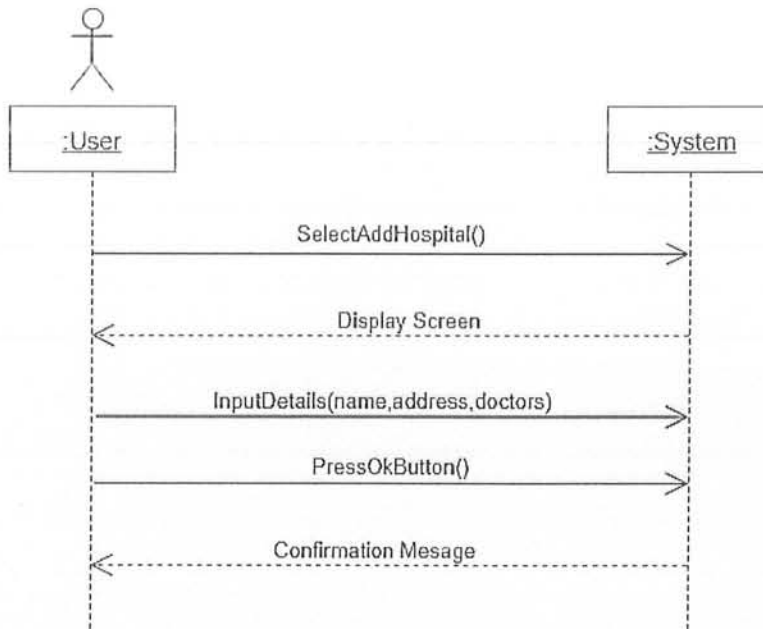 :User
:System
SelectAddHospital()
Display Screen
InputDetails(name,address,doctors)
PressOkButton()
Confirmation Mesage